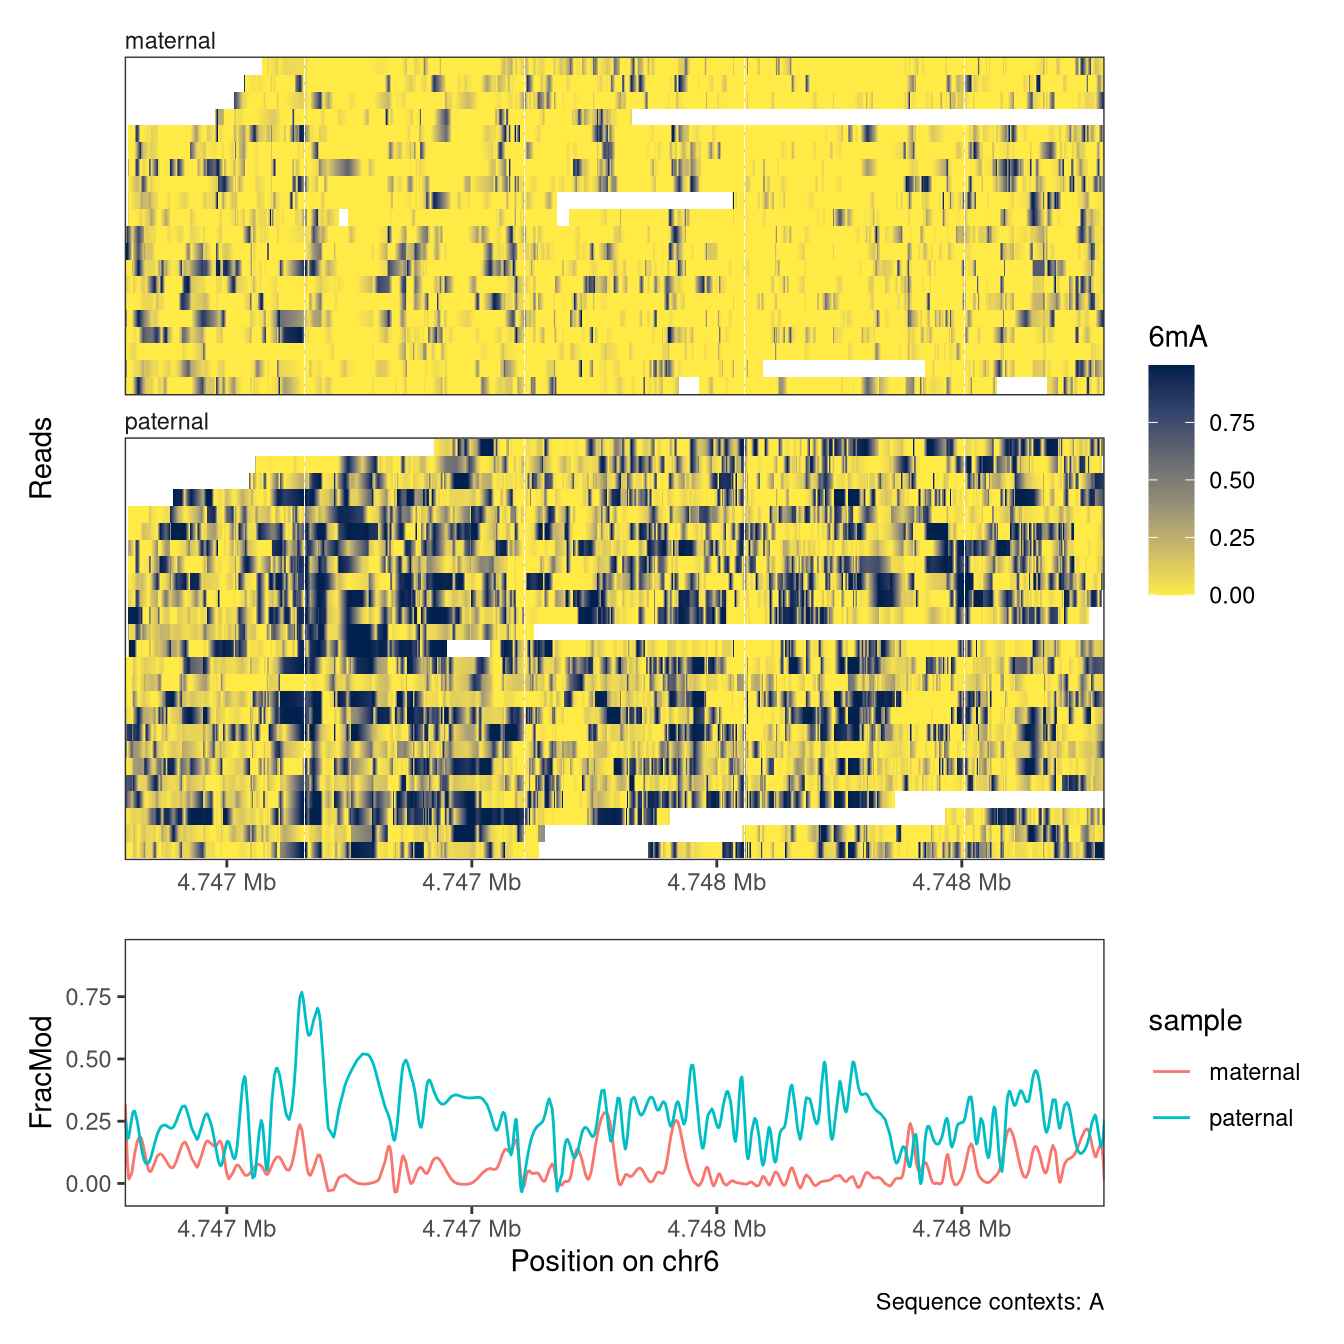 maternal
6mA
0.75
0.50
0.25
0.00
Reads
paternal
4.747 Mb 4.747 Mb 4.748 Mb 4.748 Mb
0.75
0.50
0.25
0.00
FracMod
sample
maternal
paternal
4.747 Mb 4.747 Mb 4.748 Mb 4.748 Mb
Position on chr6
Sequence contexts: A